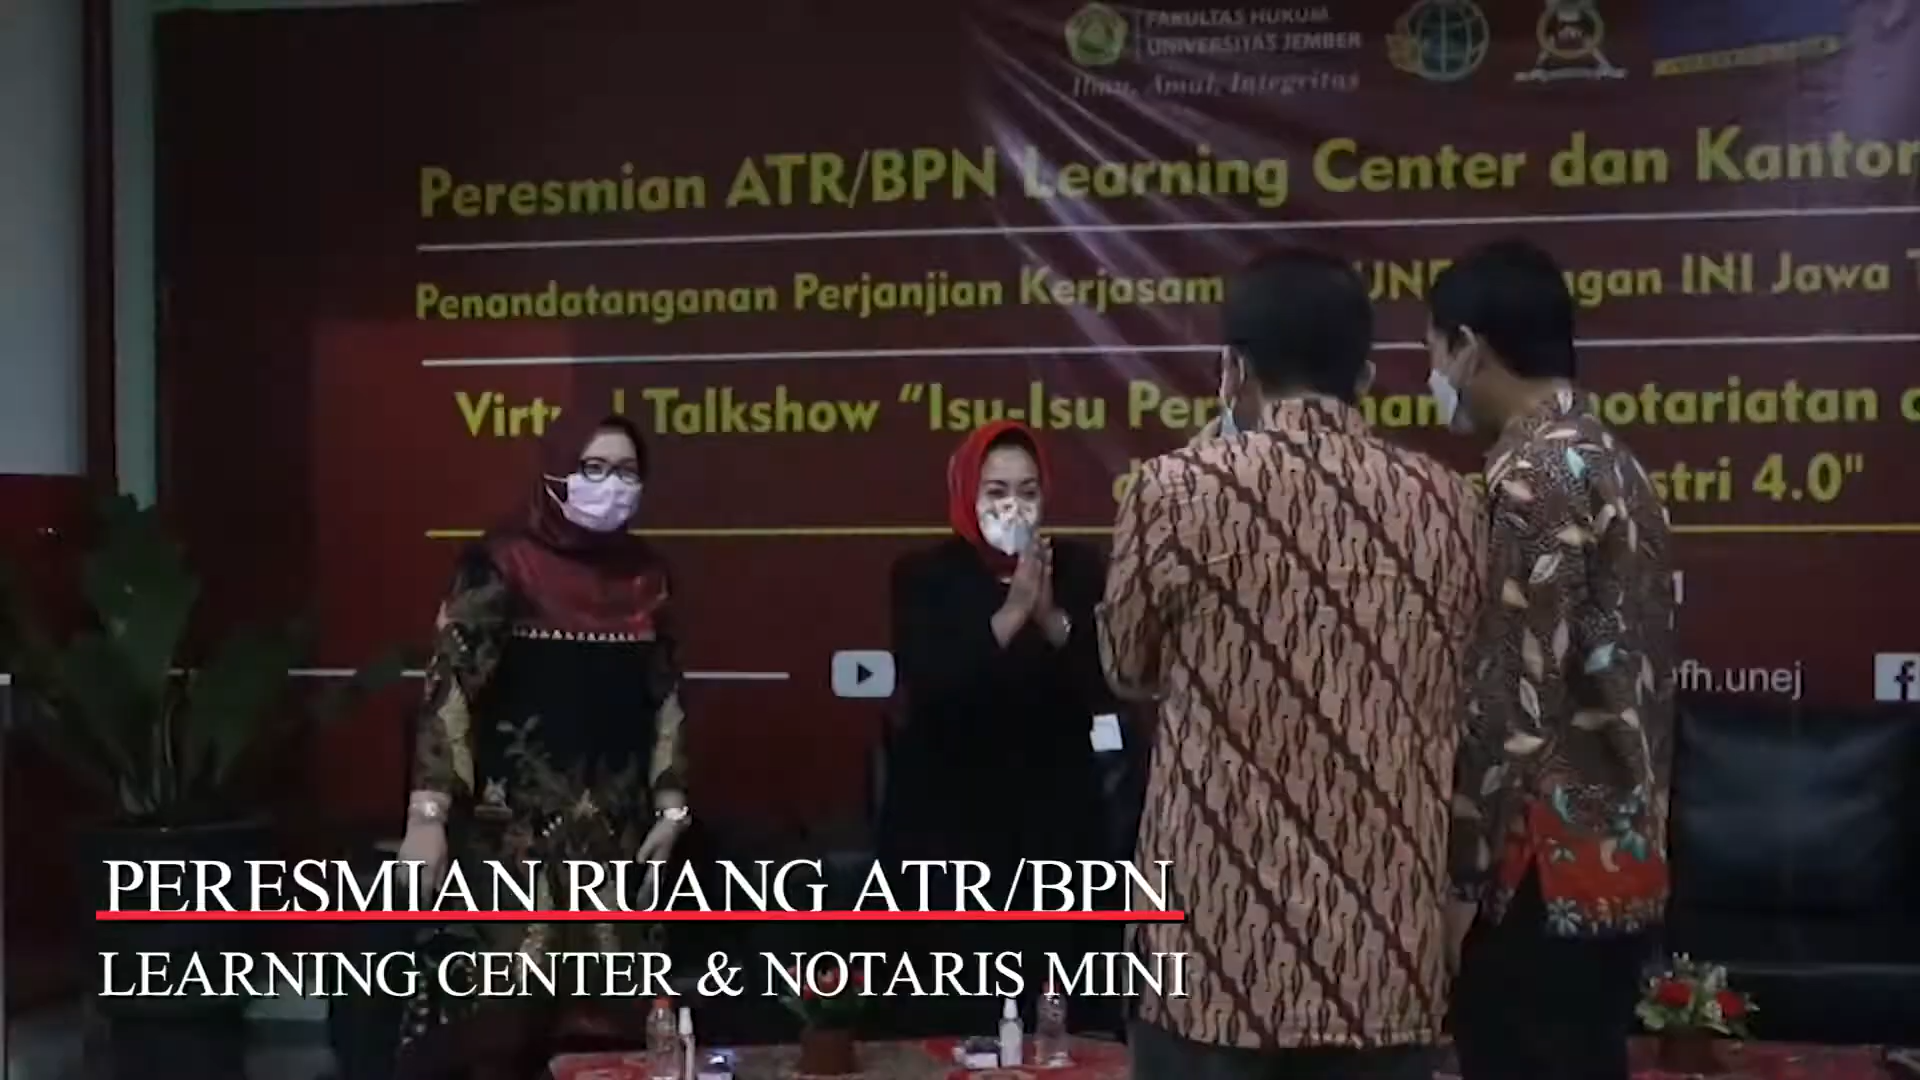 FAKULTAS HUKUM
UNIVERSITAS JEMBER
Ilmu, Amal, Integritas
Peresmian ATR/BPN Learning Center dan Kantor
Penandatanganan Perjanjian Kerjasam UNE ngan INI Jawa T
Virt l Talkshow “Isu-Isu Per han notariatan d
d stri 4.0"
fh.unej
PERESMIAN RUANG ATR/BPN
LEARNING CENTER & NOTARIS MINI